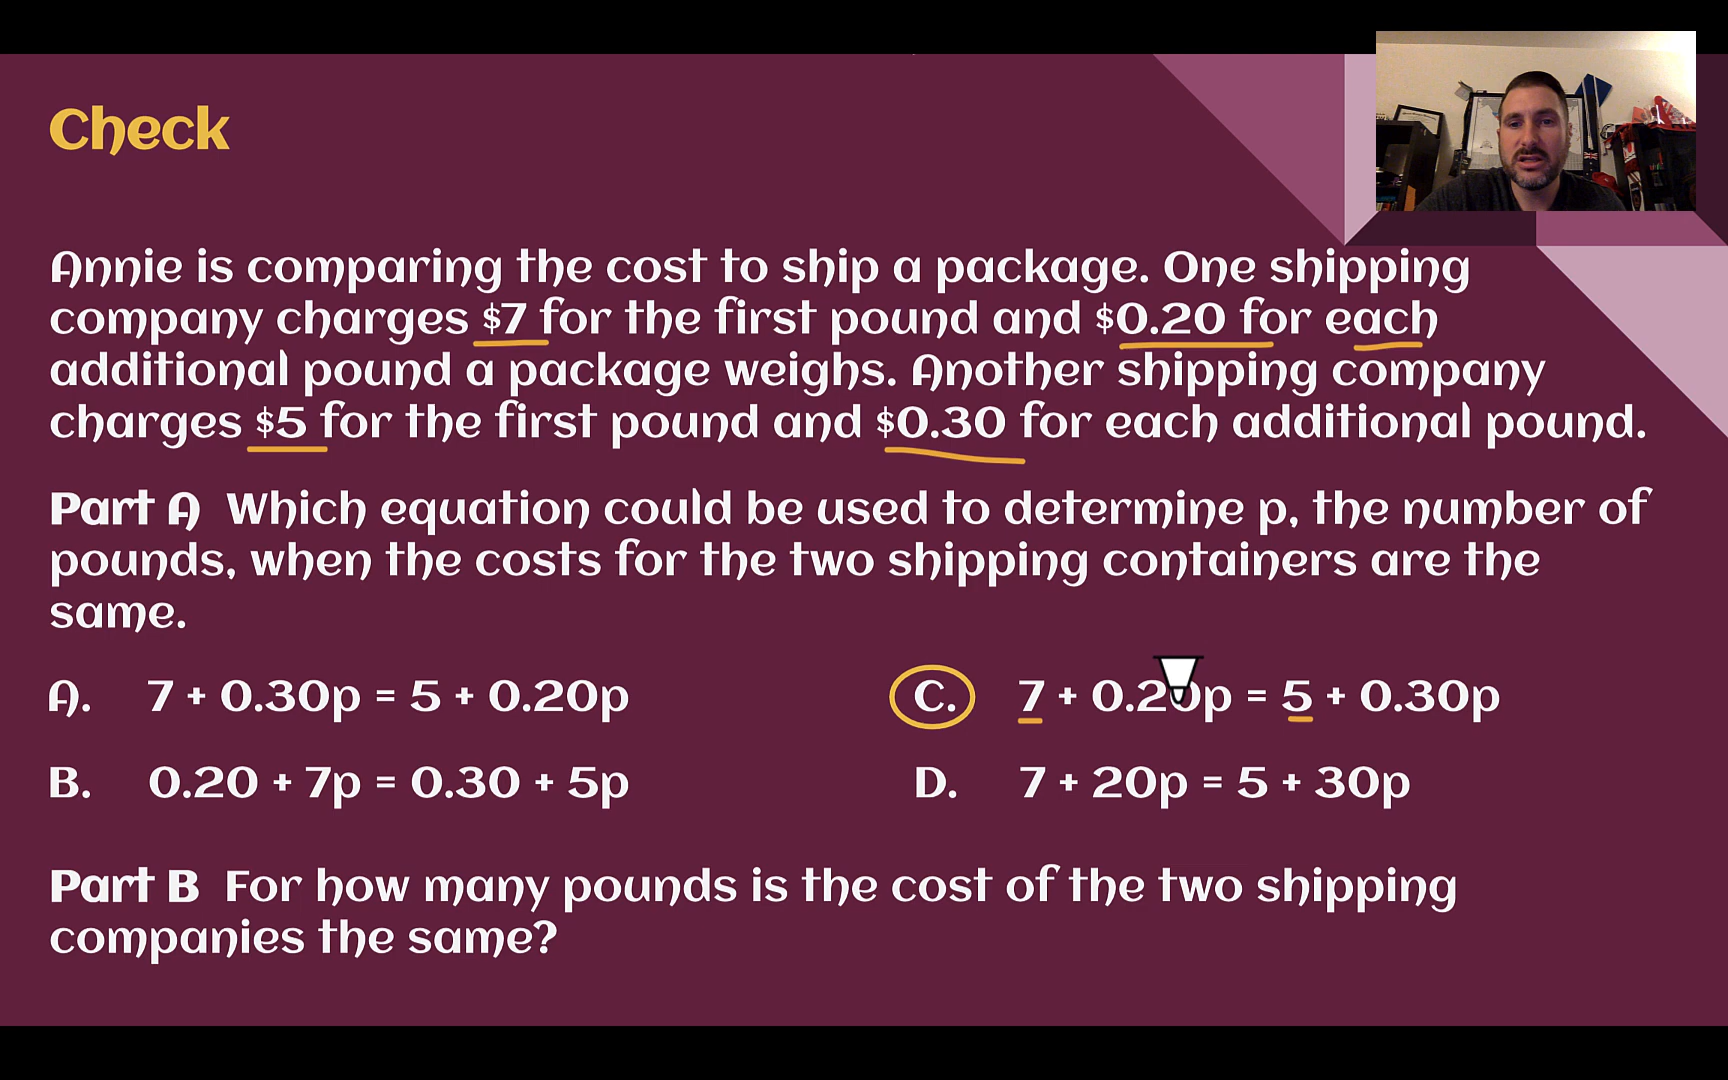 Check
Annie is comparing the cost to ship a package. One shipping
company charges $7 for the first pound and $0.20 for each
additional pound a package weighs. Another shipping company
charges $5 for the first pound and $0.30 for each additional pound.
Part A  Which equation could be used to determine p, the number of
pounds, when the costs for the two shipping containers are the
same.
A. 7 + 0.30p = 5 + 0.20p
C. 7 + 0.20p = 5 + 0.30p
B. 0.20 + 7p = 0.30 + 5p
D. 7 + 20p = 5 + 30p
Part B  For how many pounds is the cost of the two shipping
companies the same?